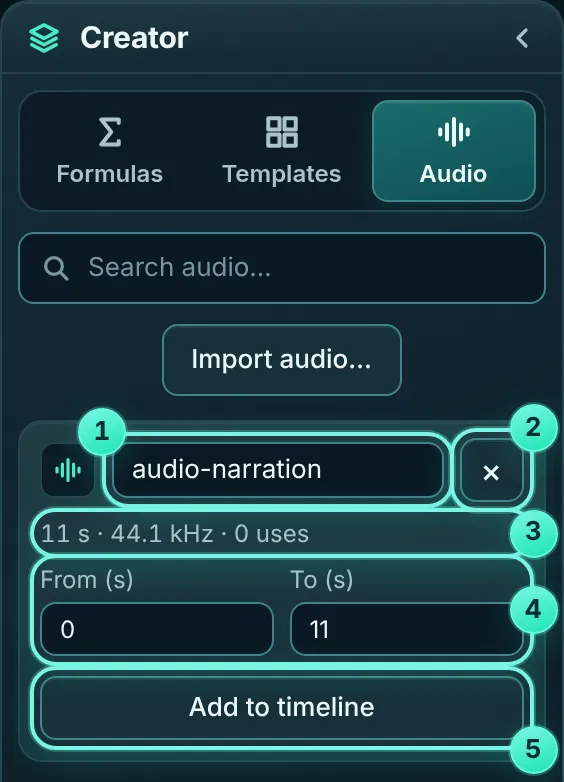 Creator
Formulas
Templates
Audio
Search audio...
Import audio...
1
2
audio-narration
×
11 s · 44.1 kHz · 0 uses
3
From (s)
To (s)
0
11
4
Add to timeline
5